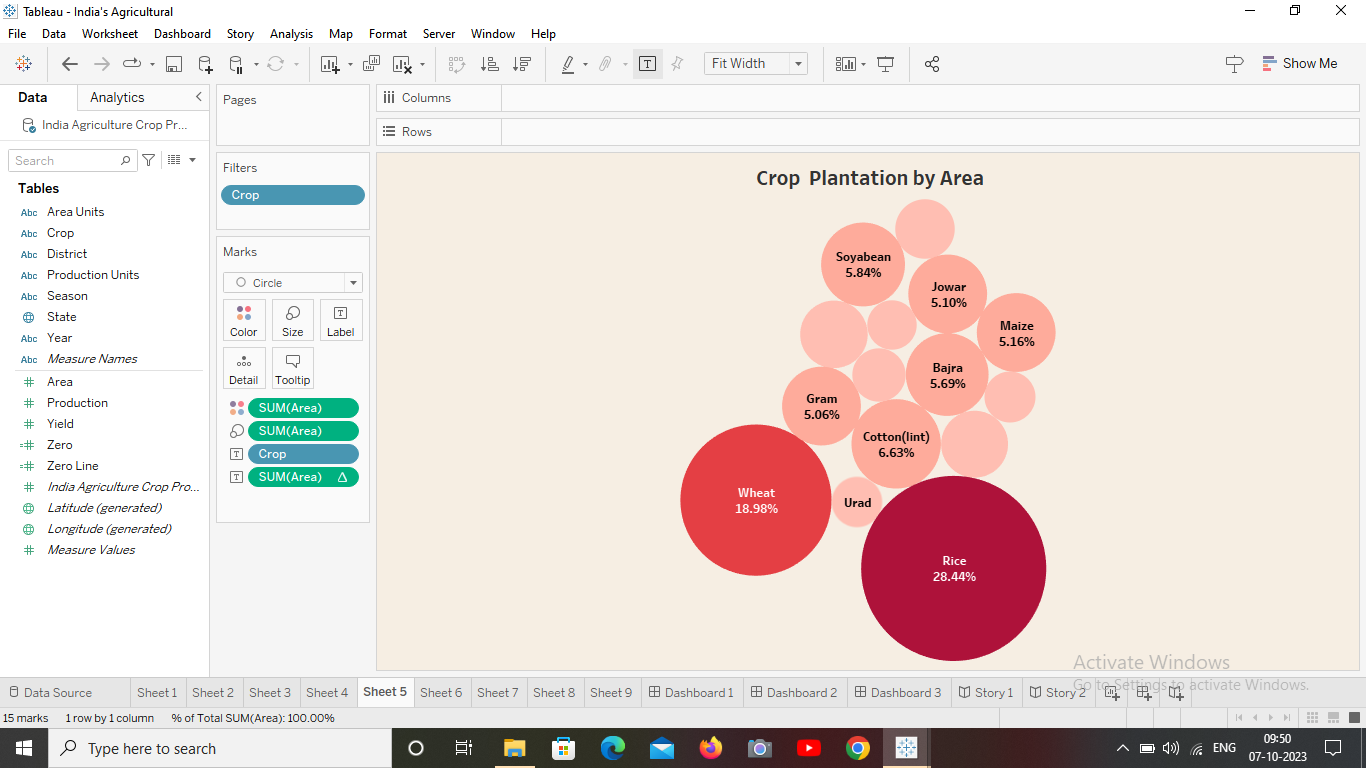 Tableau - India's Agricultural
File Data Worksheet Dashboard Story Analysis Map Format Server Window Help
Fit Width
Show Me
Data Analytics
India Agriculture Crop Pr...
Search
Tables
Abc Area Units
Abc Crop
Abc District
Abc Production Units
Abc Season
State
Abc Year
Abc Measure Names
# Area
# Production
# Yield
=# Zero
=# Zero Line
# India Agriculture Crop Pro...
Latitude (generated)
Longitude (generated)
# Measure Values
Pages
Filters
Crop
Marks
Circle
Color Size Label
Detail Tooltip
SUM(Area)
SUM(Area)
Crop
SUM(Area) Δ
Columns
Rows
Crop Plantation by Area
Soyabean
5.84%
Jowar
5.10%
Maize
5.16%
Bajra
5.69%
Gram
5.06%
Cotton(lint)
6.63%
Wheat
18.98%
Urad
Rice
28.44%
Activate Windows
Go to Settings to activate Windows.
Data Source Sheet 1 Sheet 2 Sheet 3 Sheet 4 Sheet 5 Sheet 6 Sheet 7 Sheet 8 Sheet 9 Dashboard 1 Dashboard 2 Dashboard 3 Story 1 Story 2
15 marks 1 row by 1 column % of Total SUM(Area): 100.00%
Type here to search
ENG
09:50
07-10-2023